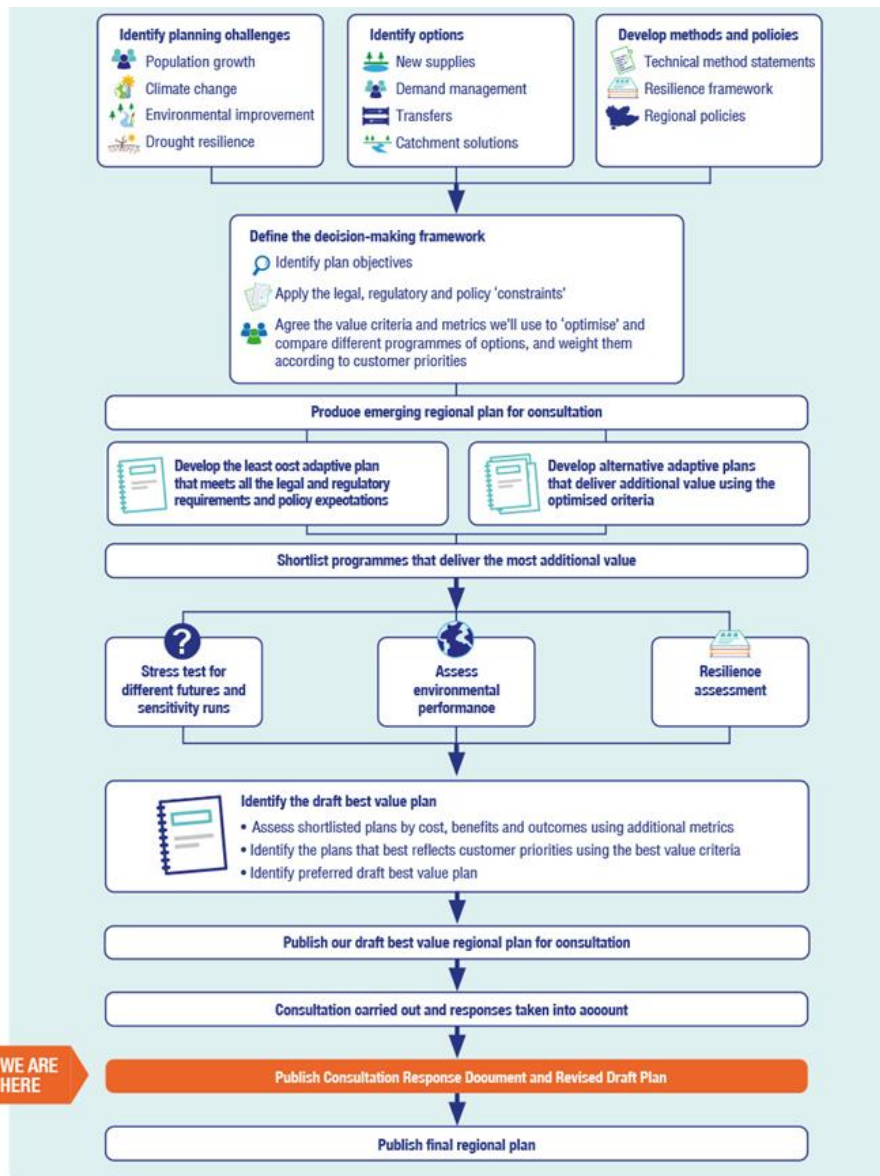 Identify planning challenges
Population growth
Climate change
Environmental improvement
Drought resilience
Identify options
New supplies
Demand management
Transfers
Catchment solutions
Develop methods and policies
Technical method statements
Resilience framework
Regional policies
Define the decision-making framework
Identify plan objectives
Apply the legal, regulatory and policy ‘constraints’
Agree the value criteria and metrics we’ll use to ‘optimise’ and
compare different programmes of options, and weight them
according to customer priorities
Produce emerging regional plan for consultation
Develop the least cost adaptive plan
that meets all the legal and regulatory
requirements and policy expectations
Develop alternative adaptive plans
that deliver additional value using the
optimised criteria
Shortlist programmes that deliver the most additional value
?
Stress test for
different futures and
sensitivity runs
Assess
environmental
performance
Resilience
assessment
Identify the draft best value plan
• Assess shortlisted plans by cost, benefits and outcomes using additional metrics
• Identify the plans that best reflects customer priorities using the best value criteria
• Identify preferred draft best value plan
Publish our draft best value regional plan for consultation
Consultation carried out and responses taken into aooount
WE ARE
HERE
Publish Consultation Response Dooument and Revised Draft Plan
Publish final regional plan